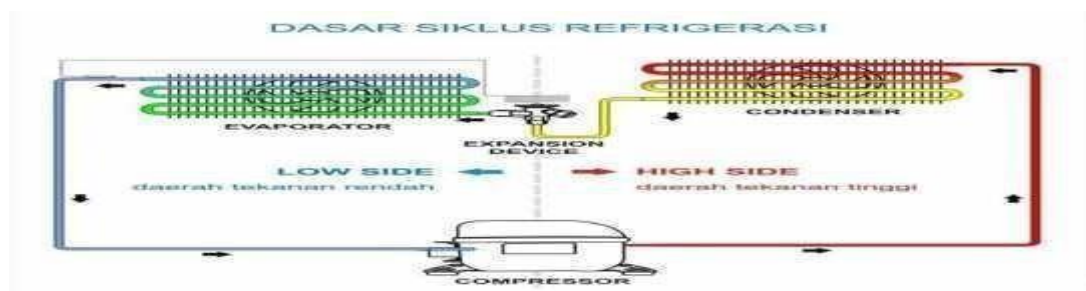 DASAR SIKLUS REFRIGERASI
EVAPORATOR
CONDENSER
EXPANSION
DEVICE
LOW SIDE
daerah tekanan rendah
HIGH SIDE
daerah tekanan tinggi
COMPRESSOR